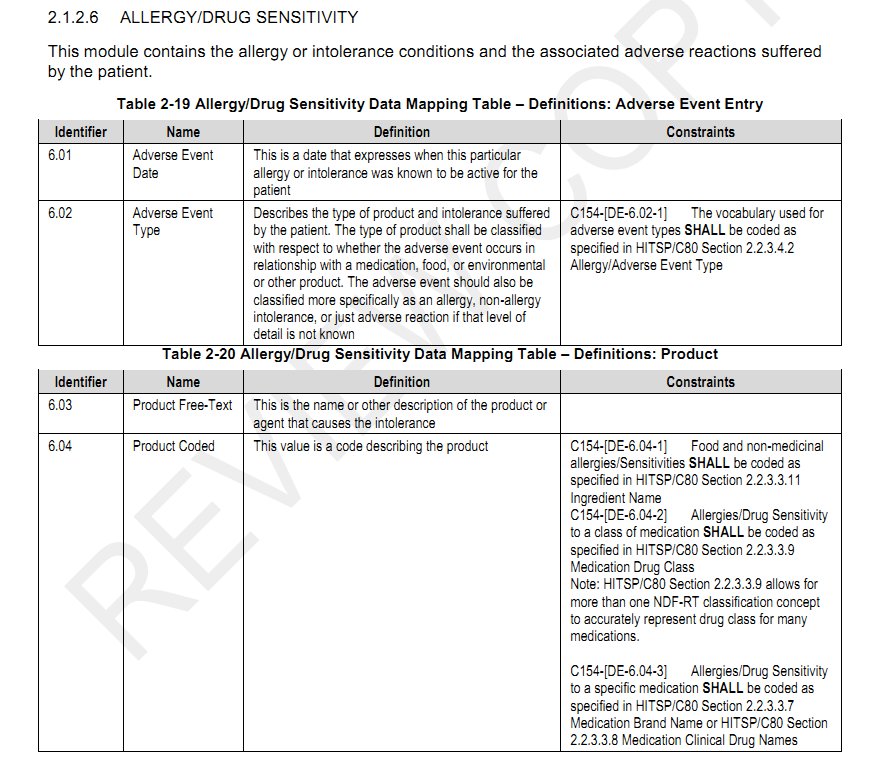 2.1.2.6 ALLERGY/DRUG SENSITIVITY
This module contains the allergy or intolerance conditions and the associated adverse reactions suffered
by the patient.
Table 2-19 Allergy/Drug Sensitivity Data Mapping Table – Definitions: Adverse Event Entry
Identifier Name Definition Constraints
6.01
Adverse Event
Date
This is a date that expresses when this particular
allergy or intolerance was known to be active for the
patient
6.02
Adverse Event
Type
Describes the type of product and intolerance suffered
by the patient. The type of product shall be classified
with respect to whether the adverse event occurs in
relationship with a medication, food, or environmental
or other product. The adverse event should also be
classified more specifically as an allergy, non-allergy
intolerance, or just adverse reaction if that level of
detail is not known
C154-[DE-6.02-1] The vocabulary used for
adverse event types SHALL be coded as
specified in HITSP/C80 Section 2.2.3.4.2
Allergy/Adverse Event Type
Table 2-20 Allergy/Drug Sensitivity Data Mapping Table – Definitions: Product
Identifier Name Definition Constraints
6.03
Product Free-Text
This is the name or other description of the product or
agent that causes the intolerance
6.04
Product Coded
This value is a code describing the product
C154-[DE-6.04-1] Food and non-medicinal
allergies/Sensitivities SHALL be coded as
specified in HITSP/C80 Section 2.2.3.3.11
Ingredient Name
C154-[DE-6.04-2] Allergies/Drug Sensitivity
to a class of medication SHALL be coded as
specified in HITSP/C80 Section 2.2.3.3.9
Medication Drug Class
Note: HITSP/C80 Section 2.2.3.3.9 allows for
more than one NDF-RT classification concept
to accurately represent drug class for many
medications.
C154-[DE-6.04-3] Allergies/Drug Sensitivity
to a specific medication SHALL be coded as
specified in HITSP/C80 Section 2.2.3.3.7
Medication Brand Name or HITSP/C80 Section
2.2.3.3.8 Medication Clinical Drug Names
REVIEW COPY